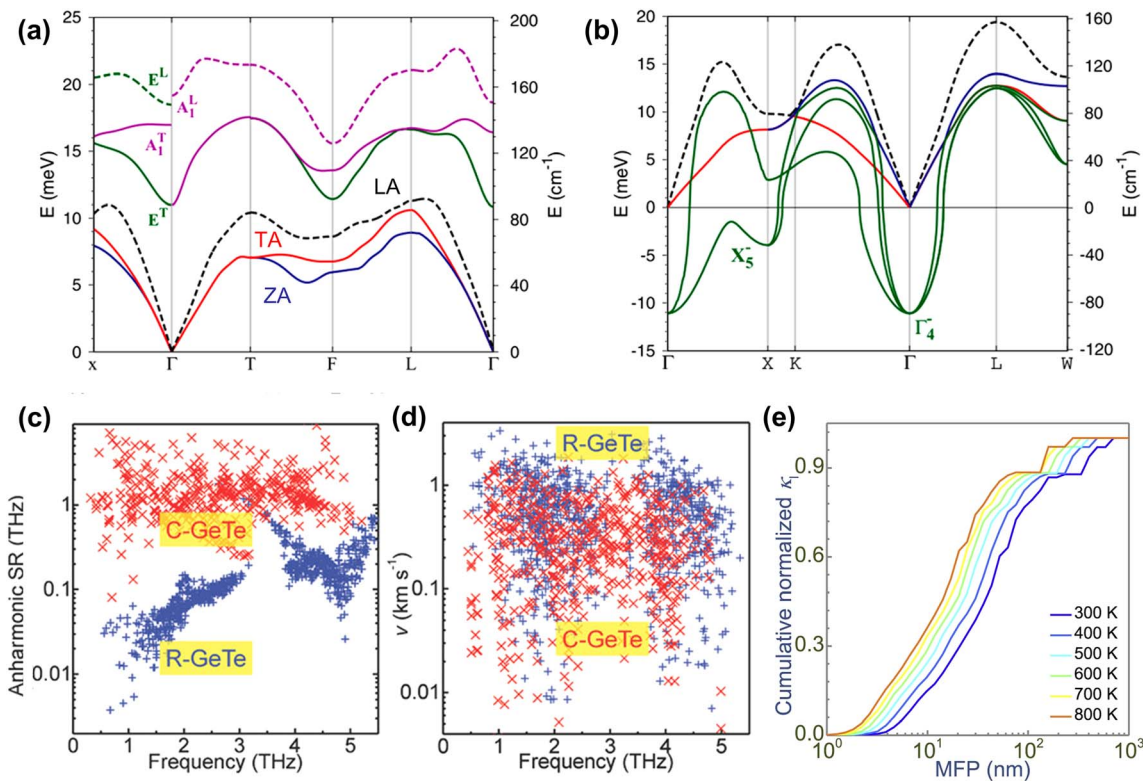 (a)
25
20
15
10
5
0
E (meV)
200
160
120
80
40
0
E (cm⁻¹)
Eᴸ
A₁ᴸ
A₁ᵀ
Eᵀ
LA
TA
ZA
x Γ T F L Γ
(b)
20
15
10
5
0
-5
-10
-15
E (meV)
160
120
80
40
0
-40
-80
-120
E (cm⁻¹)
X₅⁻
Γ₄⁻
Γ X K Γ L W
(c)
Anharmonic SR (THz)
1
0.1
0.01
C-GeTe
R-GeTe
0 1 2 3 4 5
Frequency (THz)
(d)
v (km s⁻¹)
1
0.1
0.01
R-GeTe
C-GeTe
0 1 2 3 4 5
Frequency (THz)
(e)
Cumulative normalized κ
0.9
0.6
0.3
0.0
300 K
400 K
500 K
600 K
700 K
800 K
10⁰ 10¹ 10² 10³
MFP (nm)